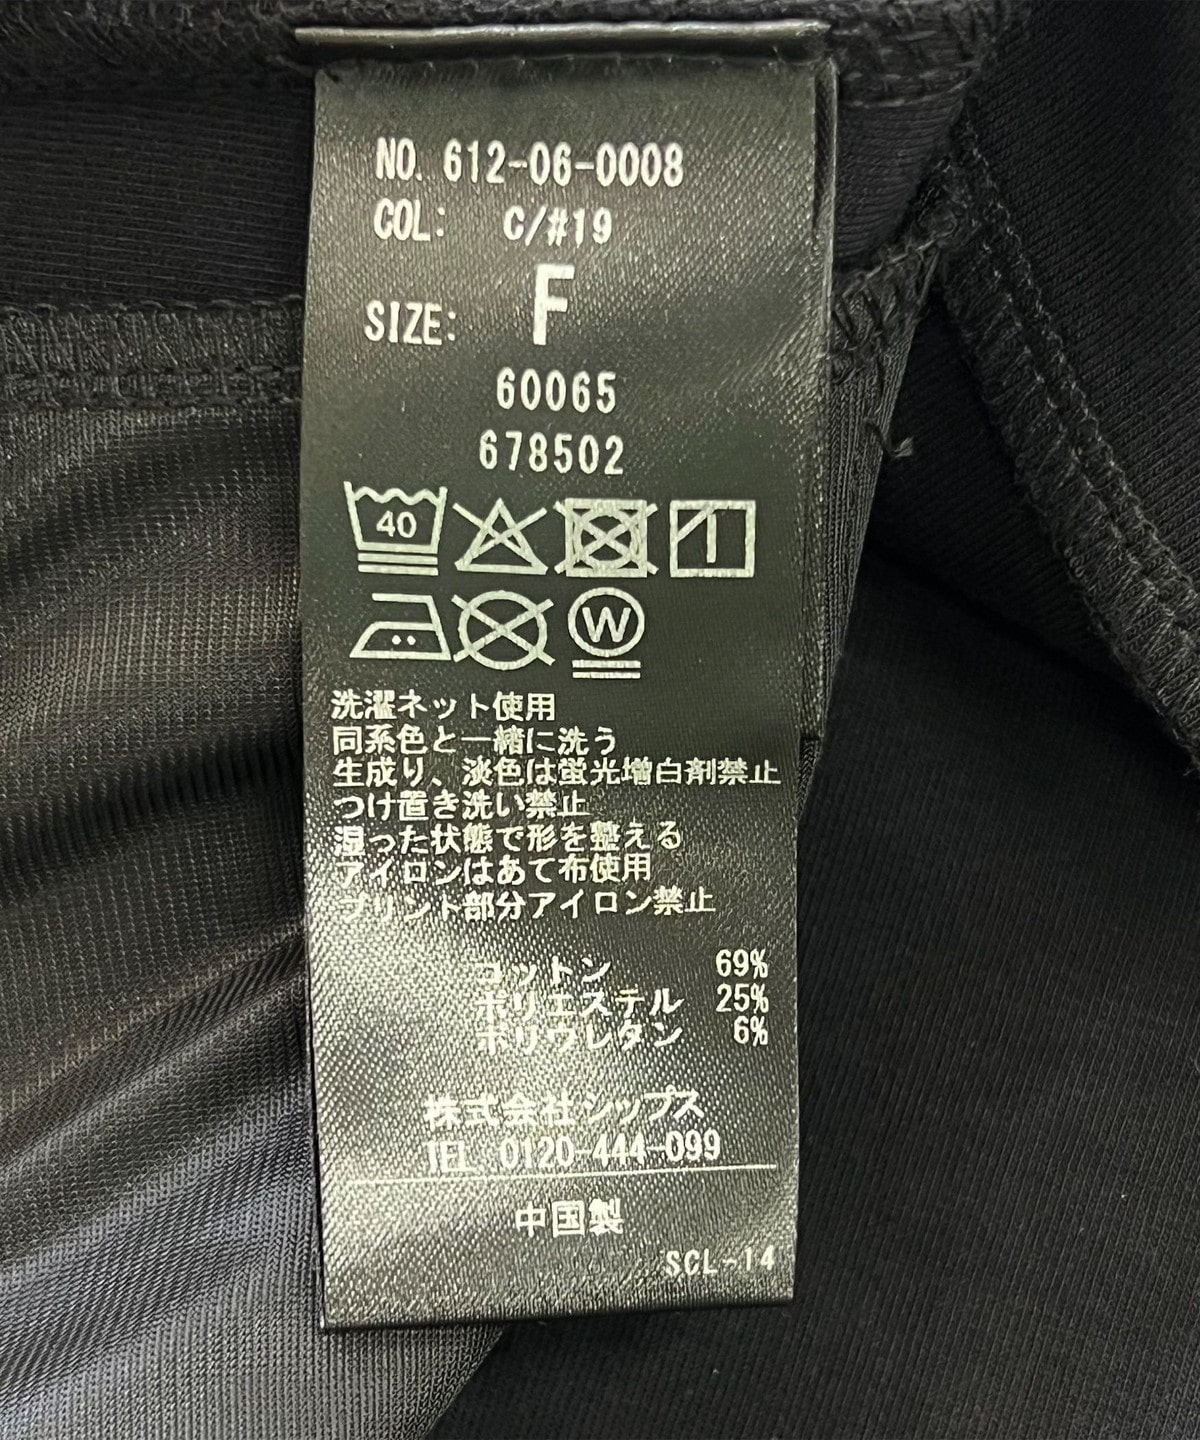 NO. 612-06-0008
COL: C/#19
SIZE: F
60065
678502
40
W
洗濯ネット使用
同系色と一緒に洗う
生成り、淡色は蛍光増白剤禁止
つけ置き洗い禁止
湿った状態で形を整える
アイロンはあて布使用
プリント部分アイロン禁止
コットン 69%
ポリエステル 25%
ポリウレタン 6%
株式会社シップス
TEL 0120-444-099
中国製
SCL-14